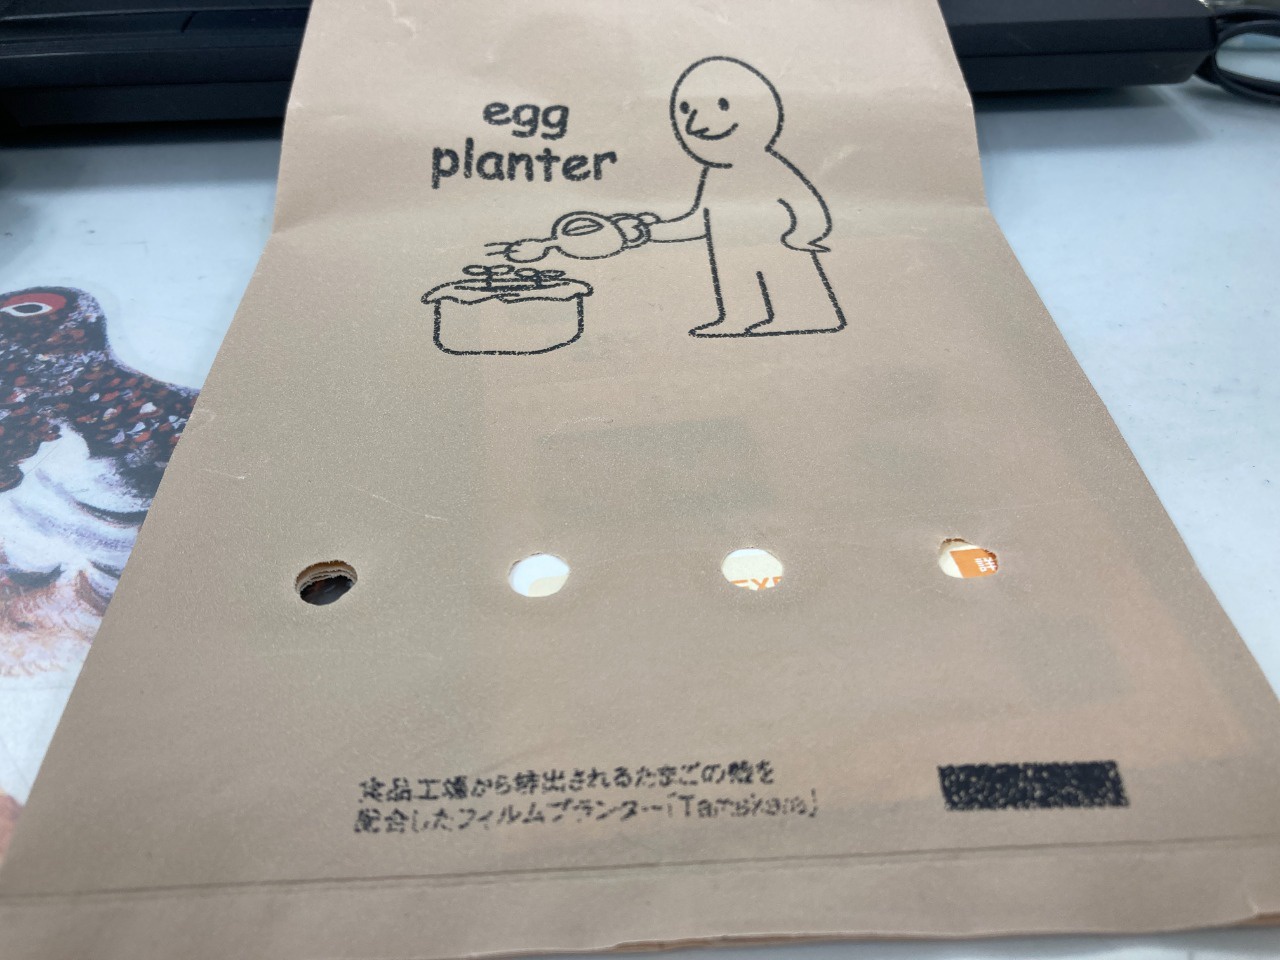 egg
planter
食品工場から排出されるたまごの殻を
配合したフィルムプランター「